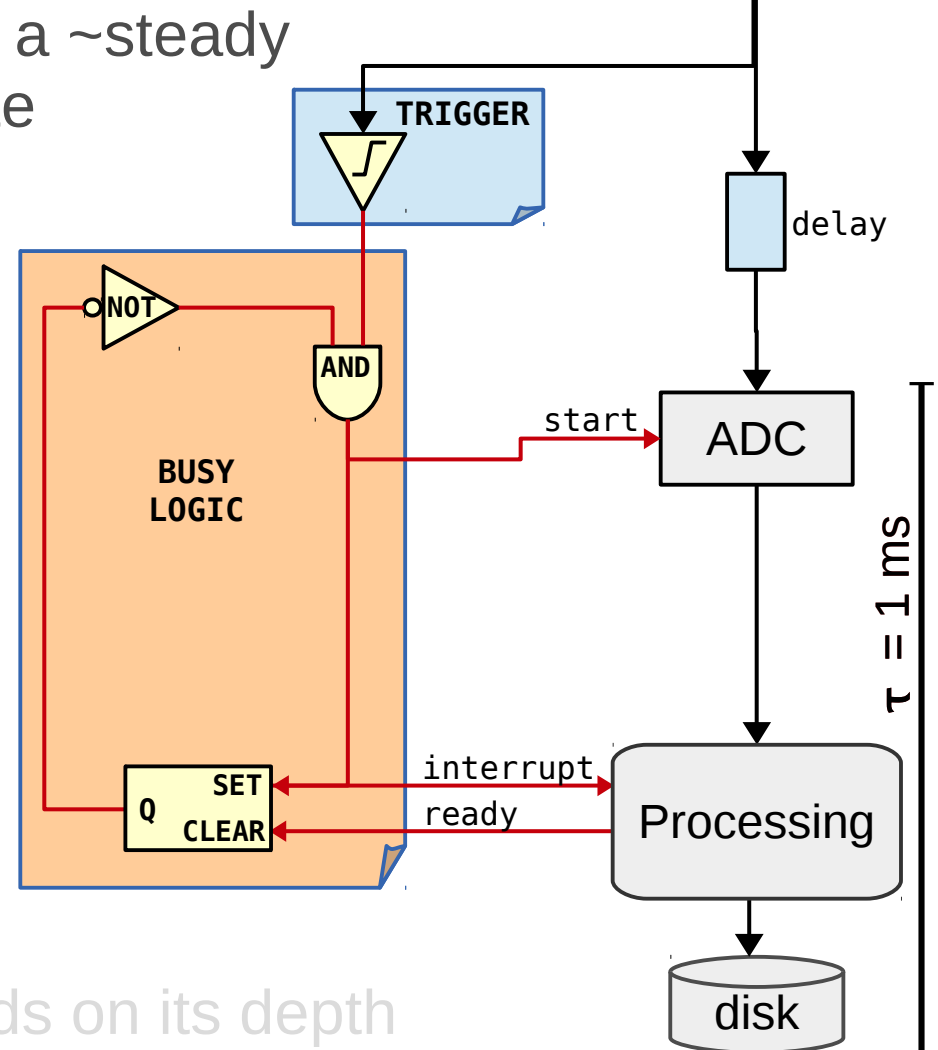 a ~steady
TRIGGER
delay
NOT
AND
start
ADC
BUSY
LOGIC
τ = 1 ms
interrupt
SET
Q
ready
CLEAR
Processing
on its depth
disk